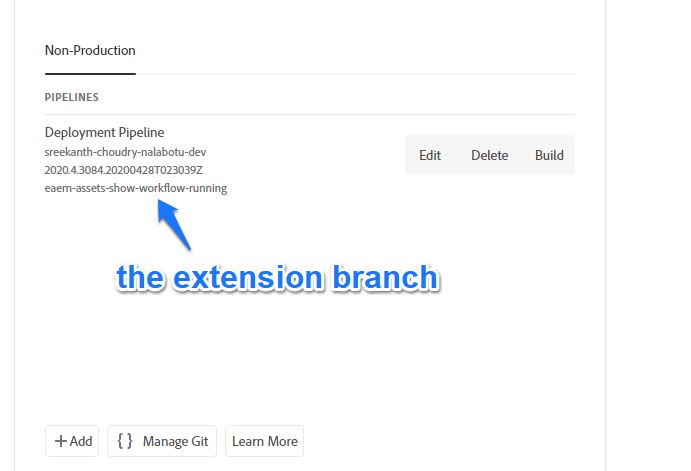 Non-Production
PIPELINES
Deployment Pipeline
sreekanth-choudry-nalabotu-dev
2020.4.3084.20200428T023039Z
eaem-assets-show-workflow-running
Edit Delete Build
the extension branch
+ Add {} Manage Git Learn More